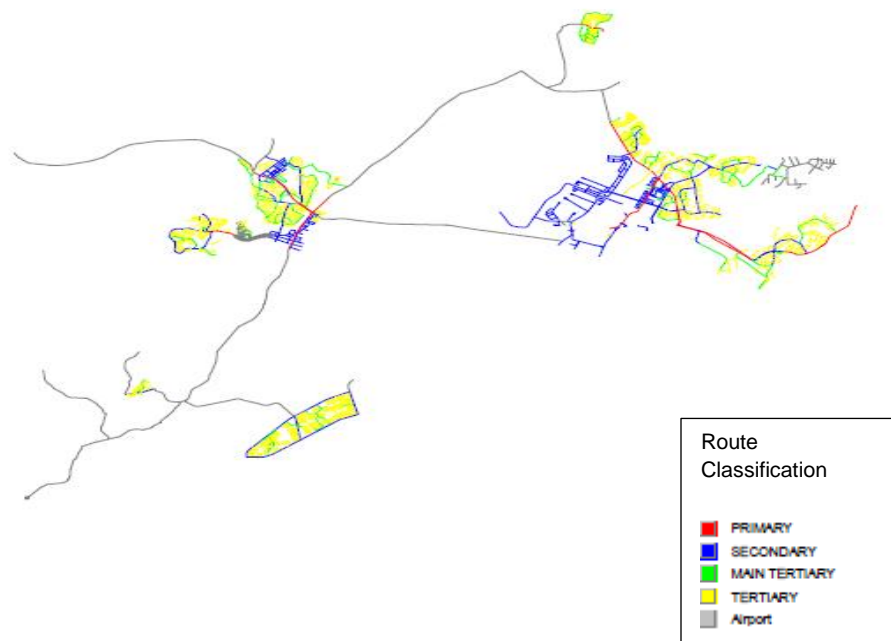 Route
Classification
PRIMARY
SECONDARY
MAIN TERTIARY
TERTIARY
Airport